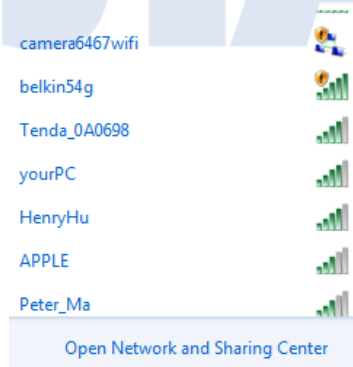 camera6467wifi
belkin54g
Tenda_0A0698
yourPC
HenryHu
APPLE
Peter_Ma
Open Network and Sharing Center